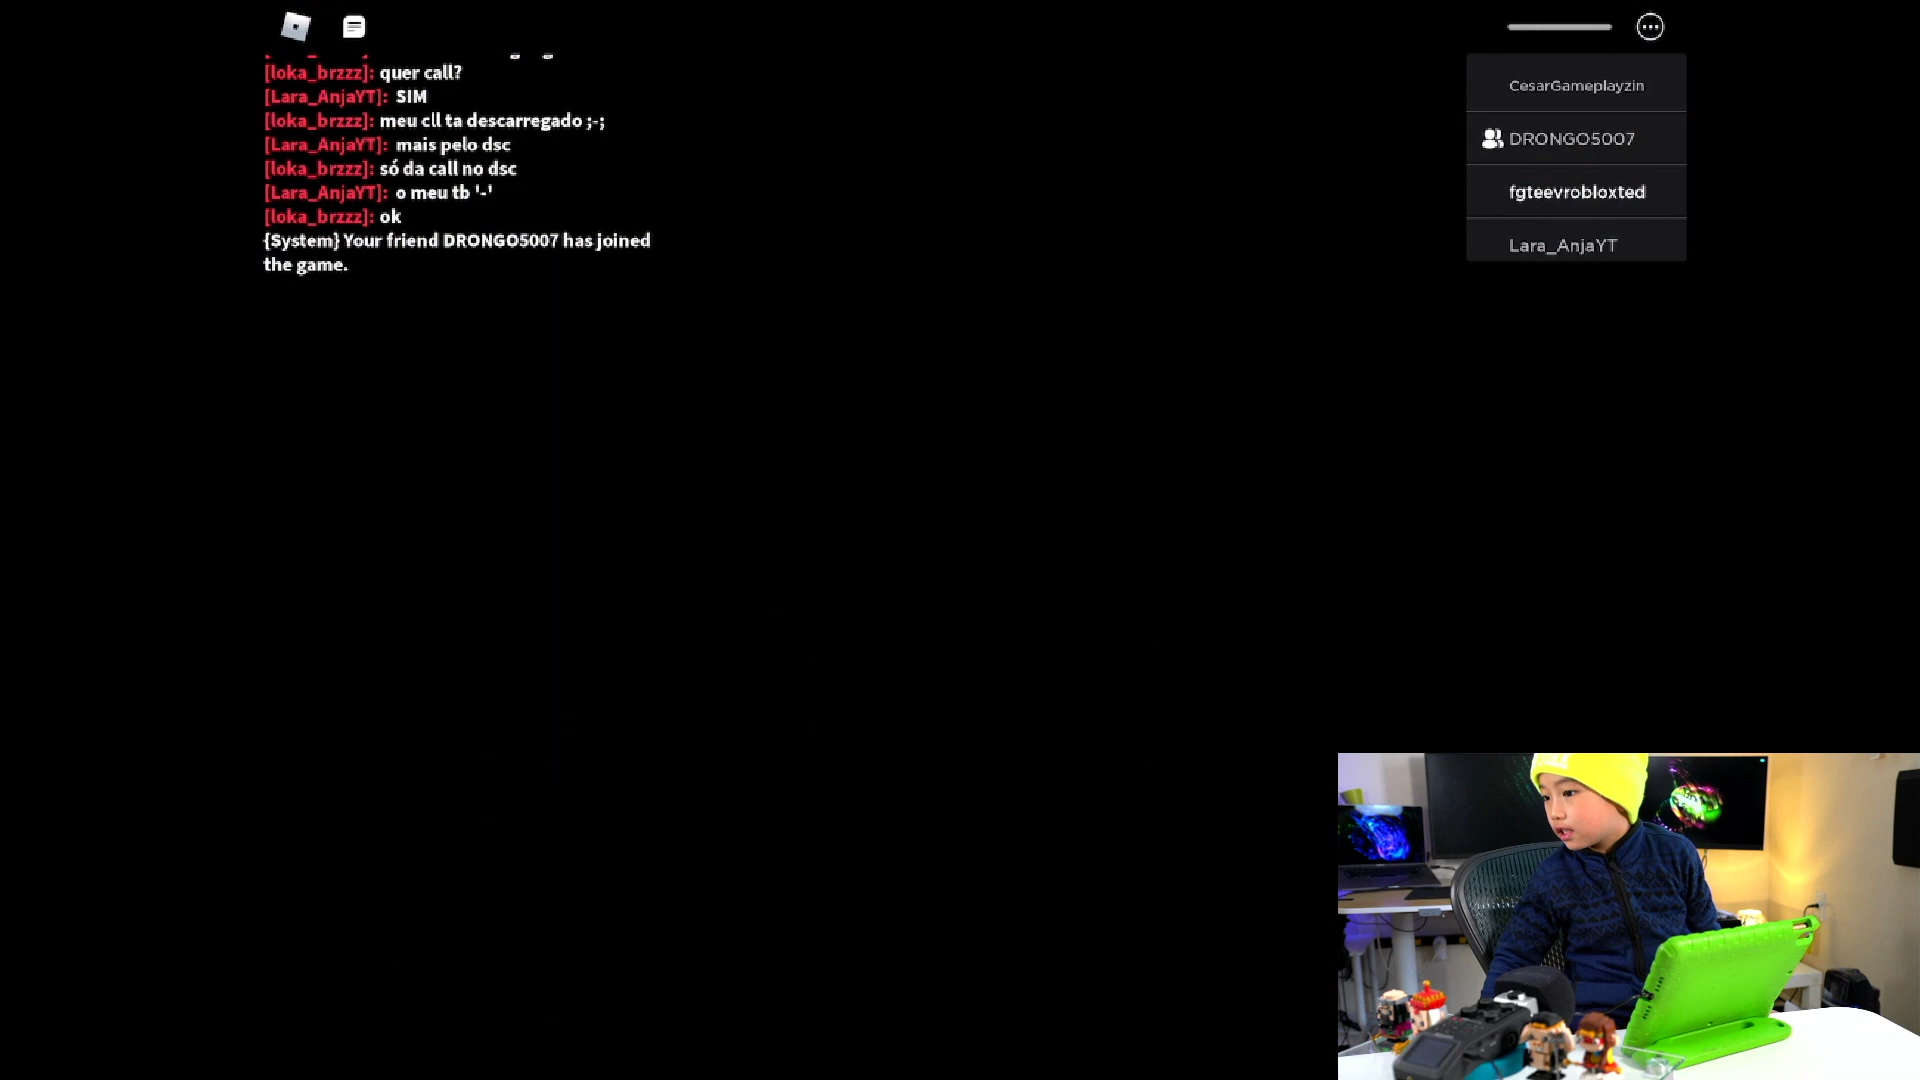 [loka_brzzz]: quer call?
[Lara_AnjaYT]: SIM
[loka_brzzz]: meu cll ta descarregado ;-;
[Lara_AnjaYT]: mais pelo dsc
[loka_brzzz]: só da call no dsc
[Lara_AnjaYT]: o meu tb '-'
[loka_brzzz]: ok
{System} Your friend DRONGO5007 has joined
the game.
CesarGameplayzin
DRONGO5007
fgteevrobloxted
Lara_AnjaYT